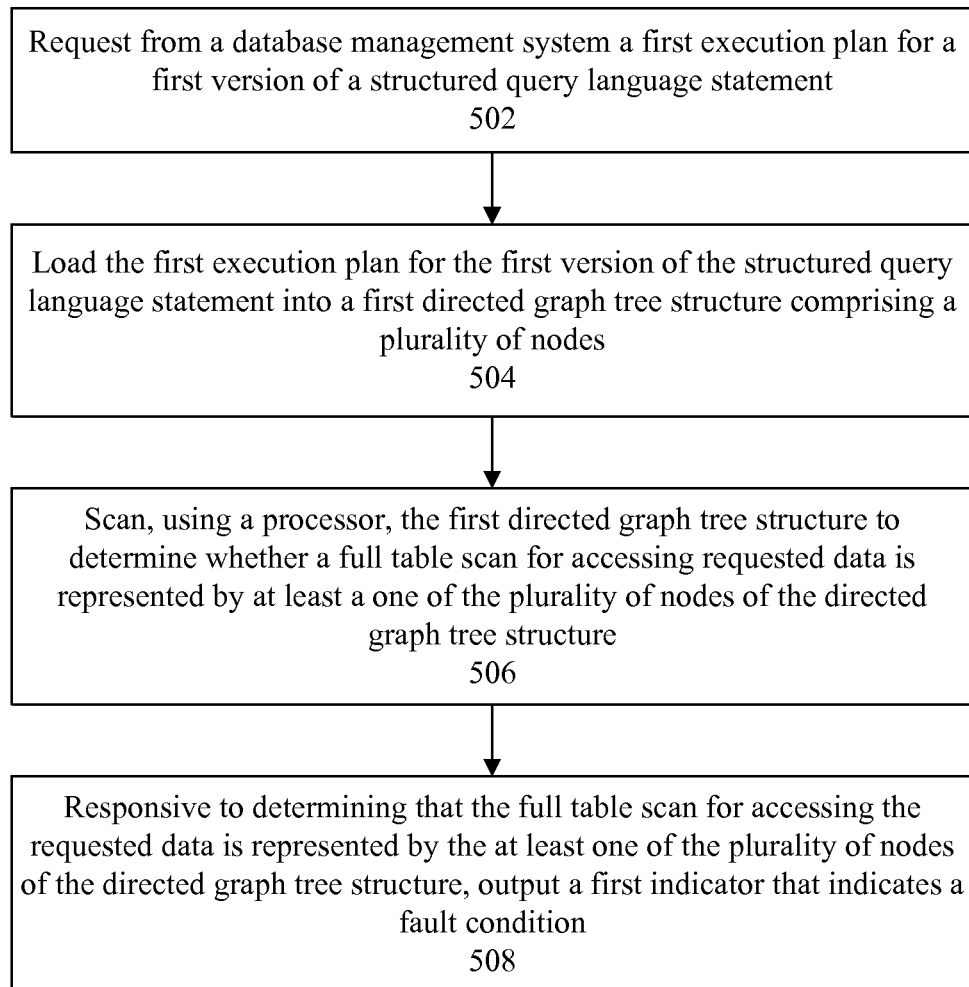 Request from a database management system a first execution plan for a
first version of a structured query language statement
502
Load the first execution plan for the first version of the structured query
language statement into a first directed graph tree structure comprising a
plurality of nodes
504
Scan, using a processor, the first directed graph tree structure to
determine whether a full table scan for accessing requested data is
represented by at least a one of the plurality of nodes of the directed
graph tree structure
506
Responsive to determining that the full table scan for accessing the
requested data is represented by the at least one of the plurality of nodes
of the directed graph tree structure, output a first indicator that indicates a
fault condition
508